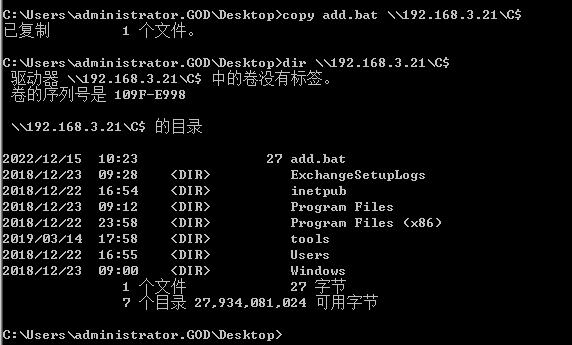 C:\Users\administrator.GOD\Desktop>copy add.bat \\192.168.3.21\C$
已复制         1 个文件。
C:\Users\administrator.GOD\Desktop>dir \\192.168.3.21\C$
 驱动器 \\192.168.3.21\C$ 中的卷没有标签。
 卷的序列号是 109F-E998
 \\192.168.3.21\C$ 的目录
2022/12/15  10:23                27 add.bat
2018/12/23  09:28    <DIR>          ExchangeSetupLogs
2018/12/22  16:54    <DIR>          inetpub
2018/12/23  09:12    <DIR>          Program Files
2018/12/22  23:58    <DIR>          Program Files (x86)
2019/03/14  17:58    <DIR>          tools
2018/12/22  16:55    <DIR>          Users
2018/12/23  09:00    <DIR>          Windows
               1 个文件             27 字节
               7 个目录 27,934,081,024 可用字节
C:\Users\administrator.GOD\Desktop>